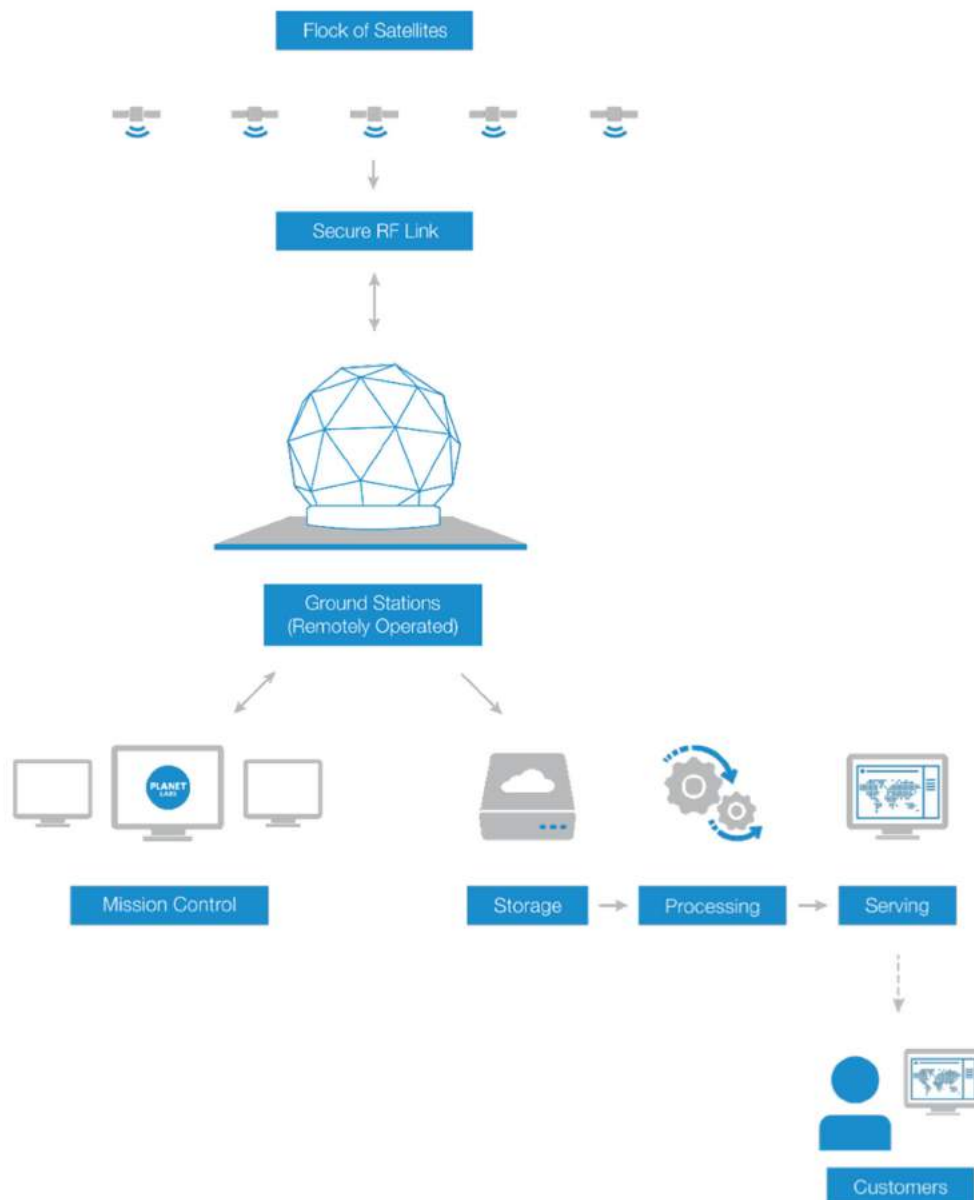 Flock of Satellites
Secure RF Link
Ground Stations
(Remotely Operated)
PLANET
LABS
Mission Control
Storage
Processing
Serving
Customers